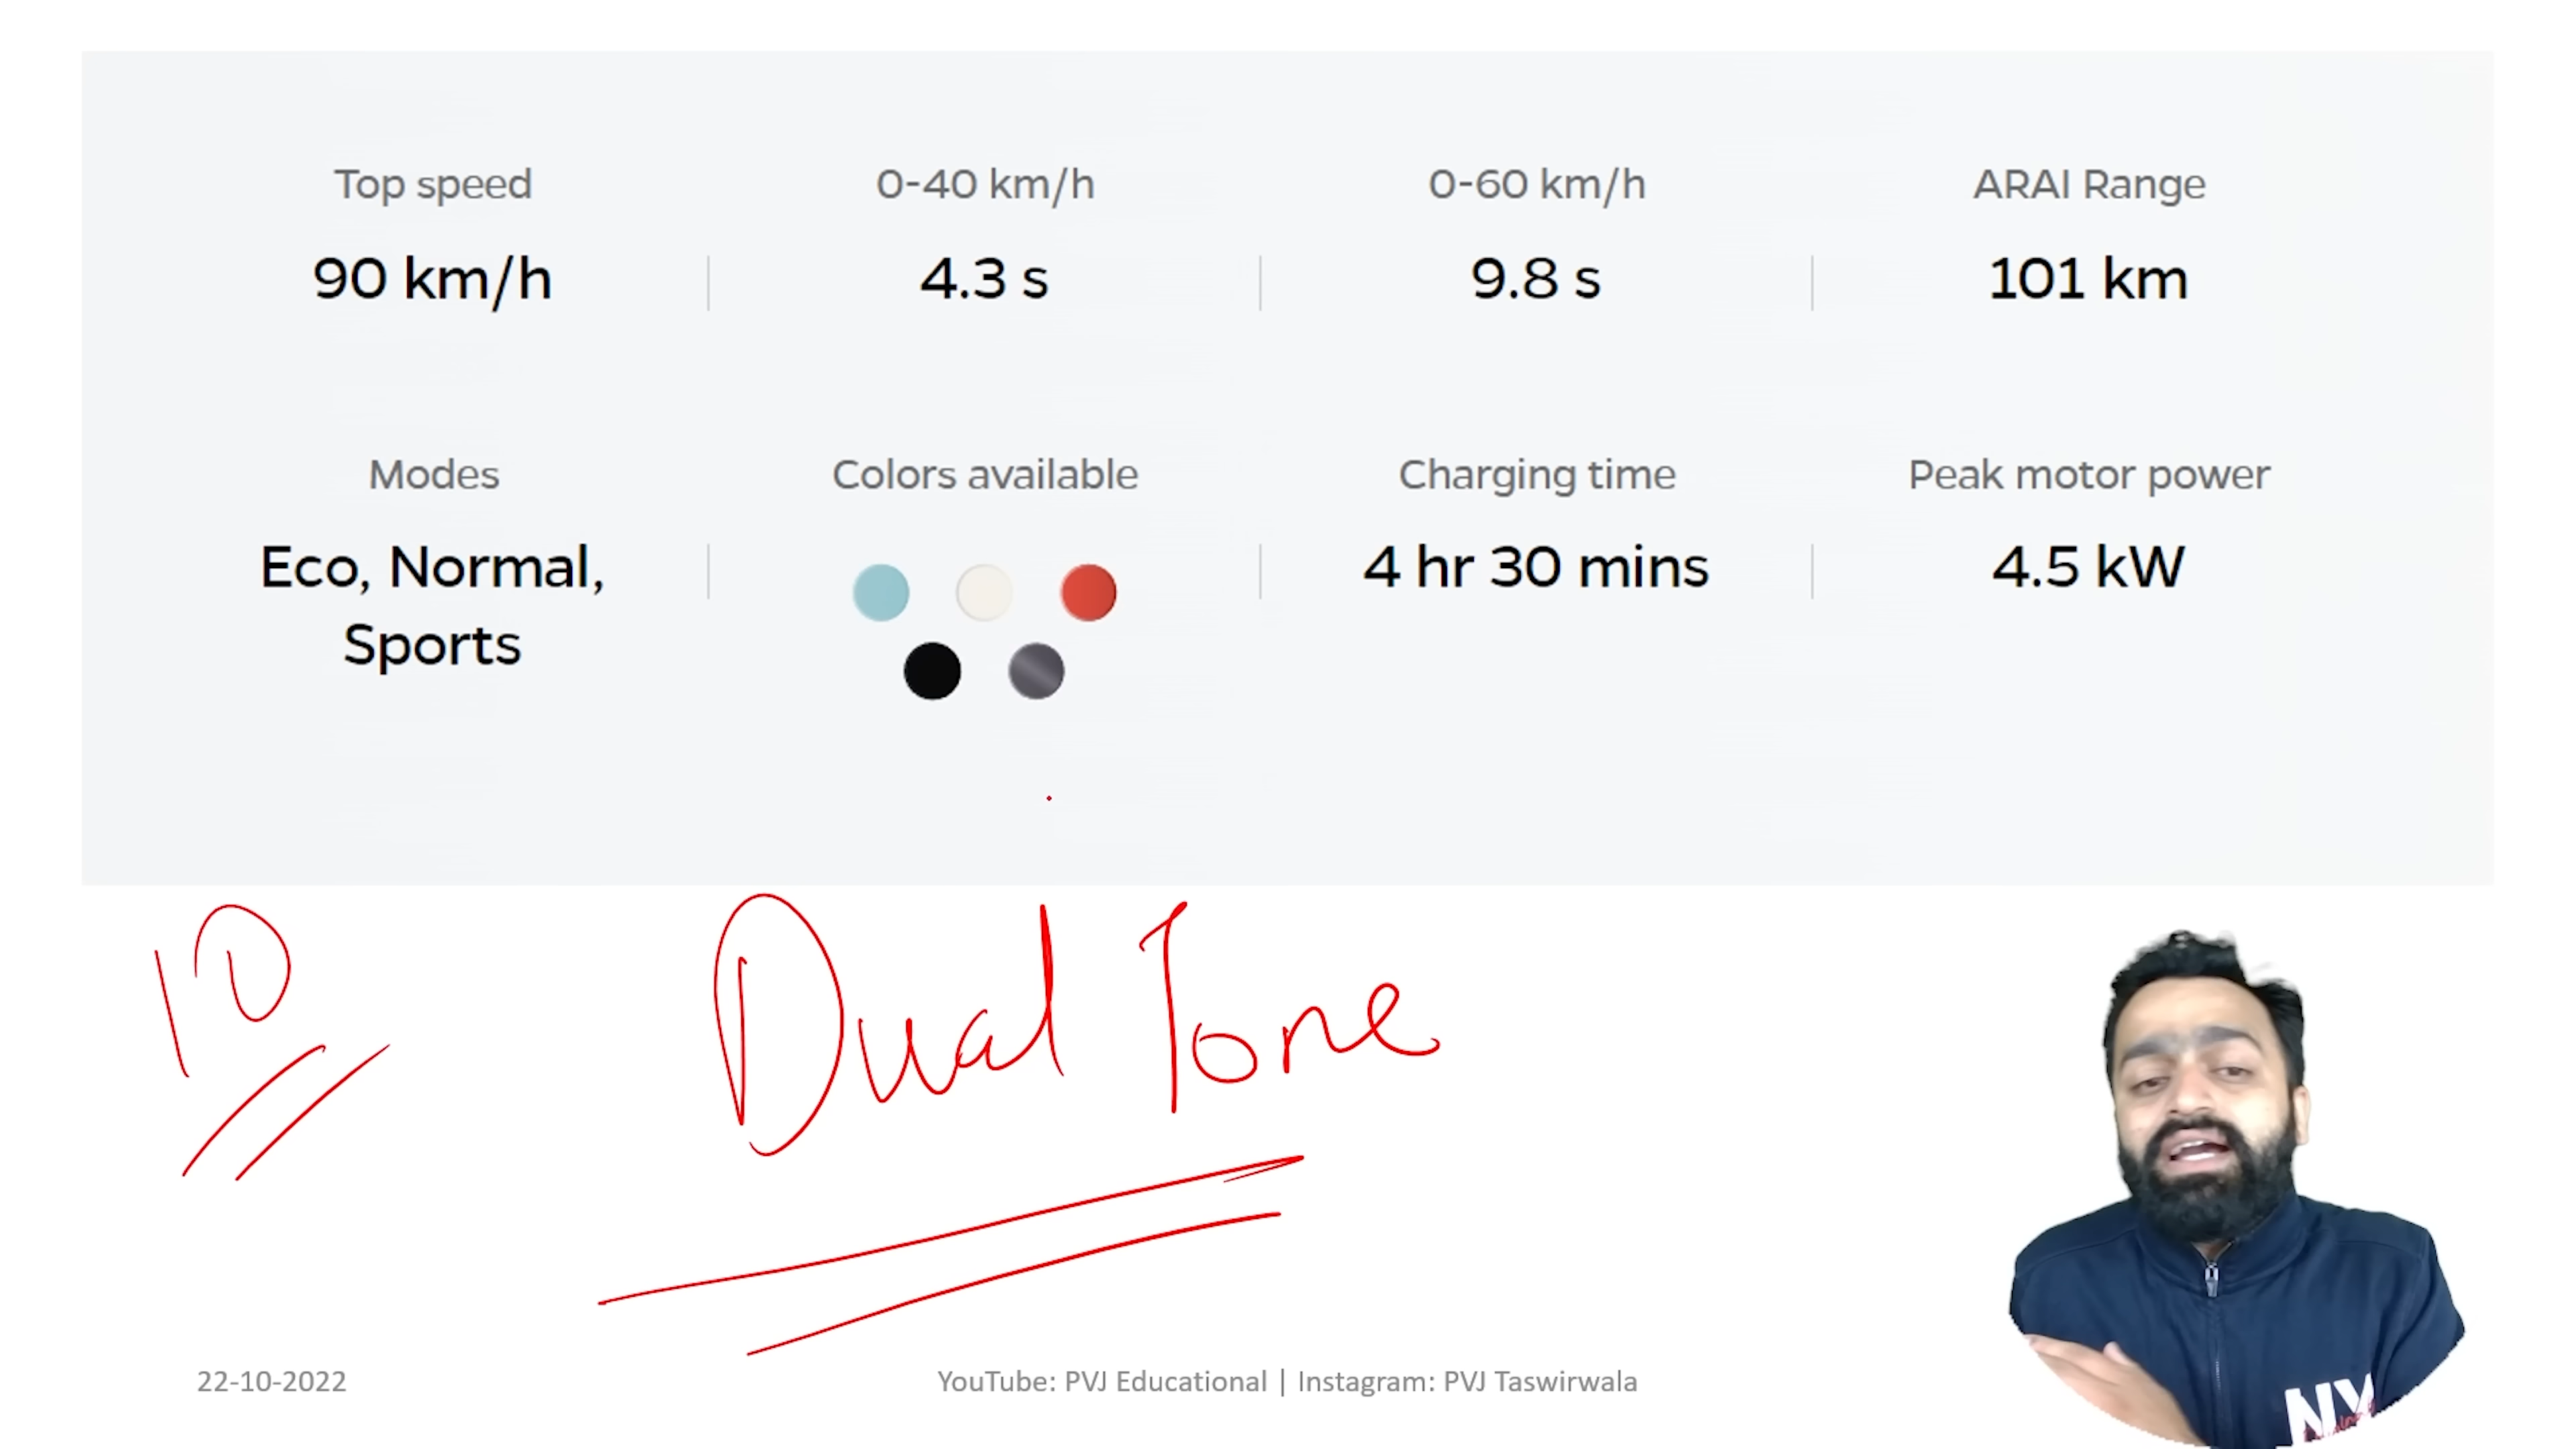 Top speed 0-40 km/h 0-60 km/h ARAI Range
90 km/h 4.3 s 9.8 s 101 km
Modes Colors available Charging time Peak motor power
Eco, Normal, 4 hr 30 mins 4.5 kW
Sports
10 Dual Tone
22-10-2022 YouTube: PVJ Educational | Instagram: PVJ Taswirwala
NY